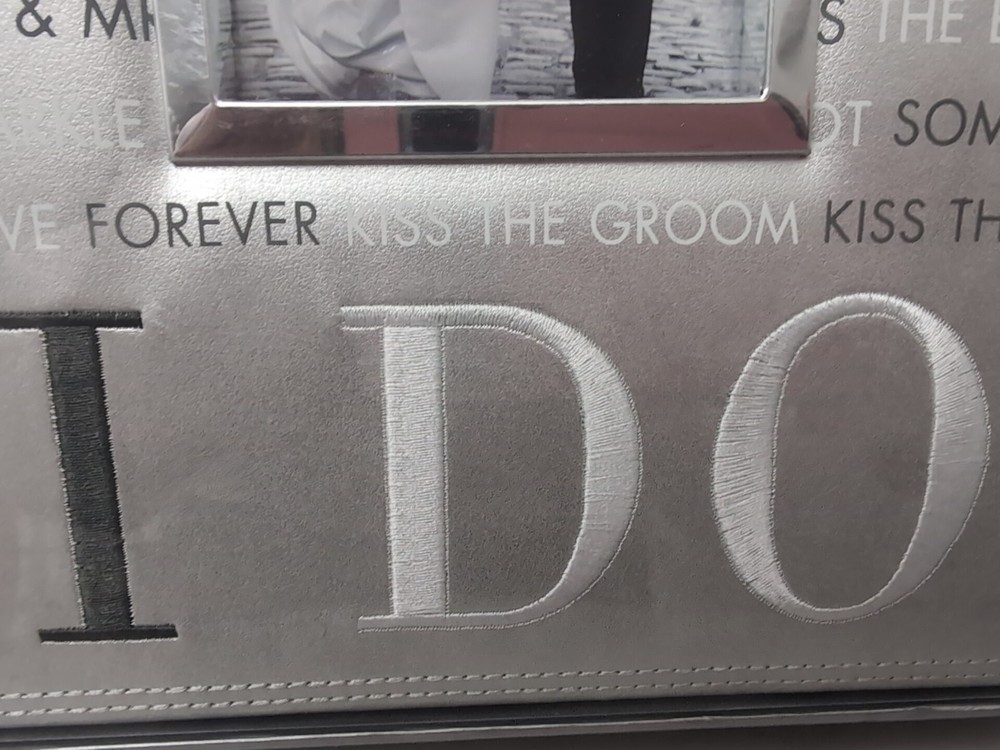 & MR S THE
OT SOM
VE FOREVER KISS THE GROOM KISS TH
I DO